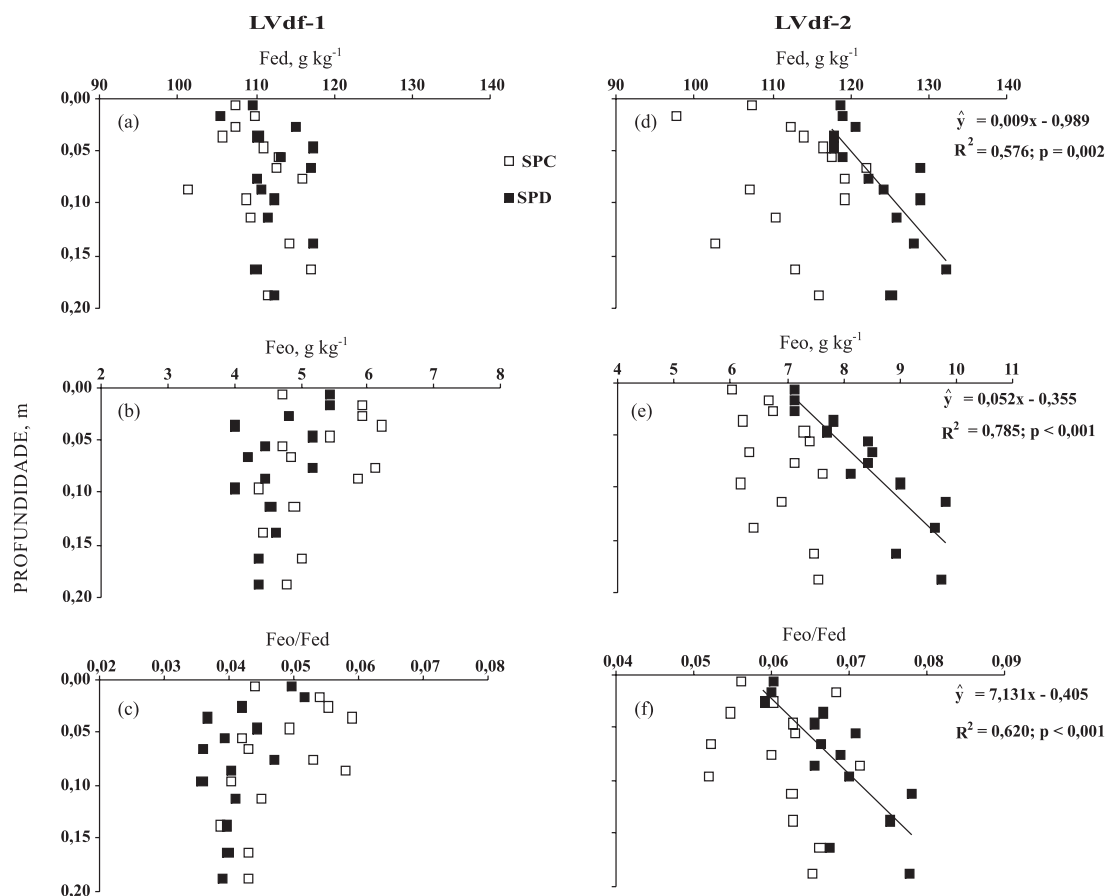 LVdf-1
LVdf-2
Fed, g kg⁻¹
Fed, g kg⁻¹
90 100 110 120 130 140
90 100 110 120 130 140
0,00
(a)
(d)
ŷ = 0,009x - 0,989
R² = 0,576; p = 0,002
0,05
SPC
SPD
0,10
0,15
0,20
Feo, g kg⁻¹
Feo, g kg⁻¹
2 3 4 5 6 7 8
4 5 6 7 8 9 10 11
0,00
(b)
(e)
ŷ = 0,052x - 0,355
R² = 0,785; p < 0,001
0,05
0,10
0,15
0,20
PROFUNDIDADE, m
Feo/Fed
Feo/Fed
0,02 0,03 0,04 0,05 0,06 0,07 0,08
0,04 0,05 0,06 0,07 0,08 0,09
0,00
(c)
(f)
ŷ = 7,131x - 0,405
R² = 0,620; p < 0,001
0,05
0,10
0,15
0,20